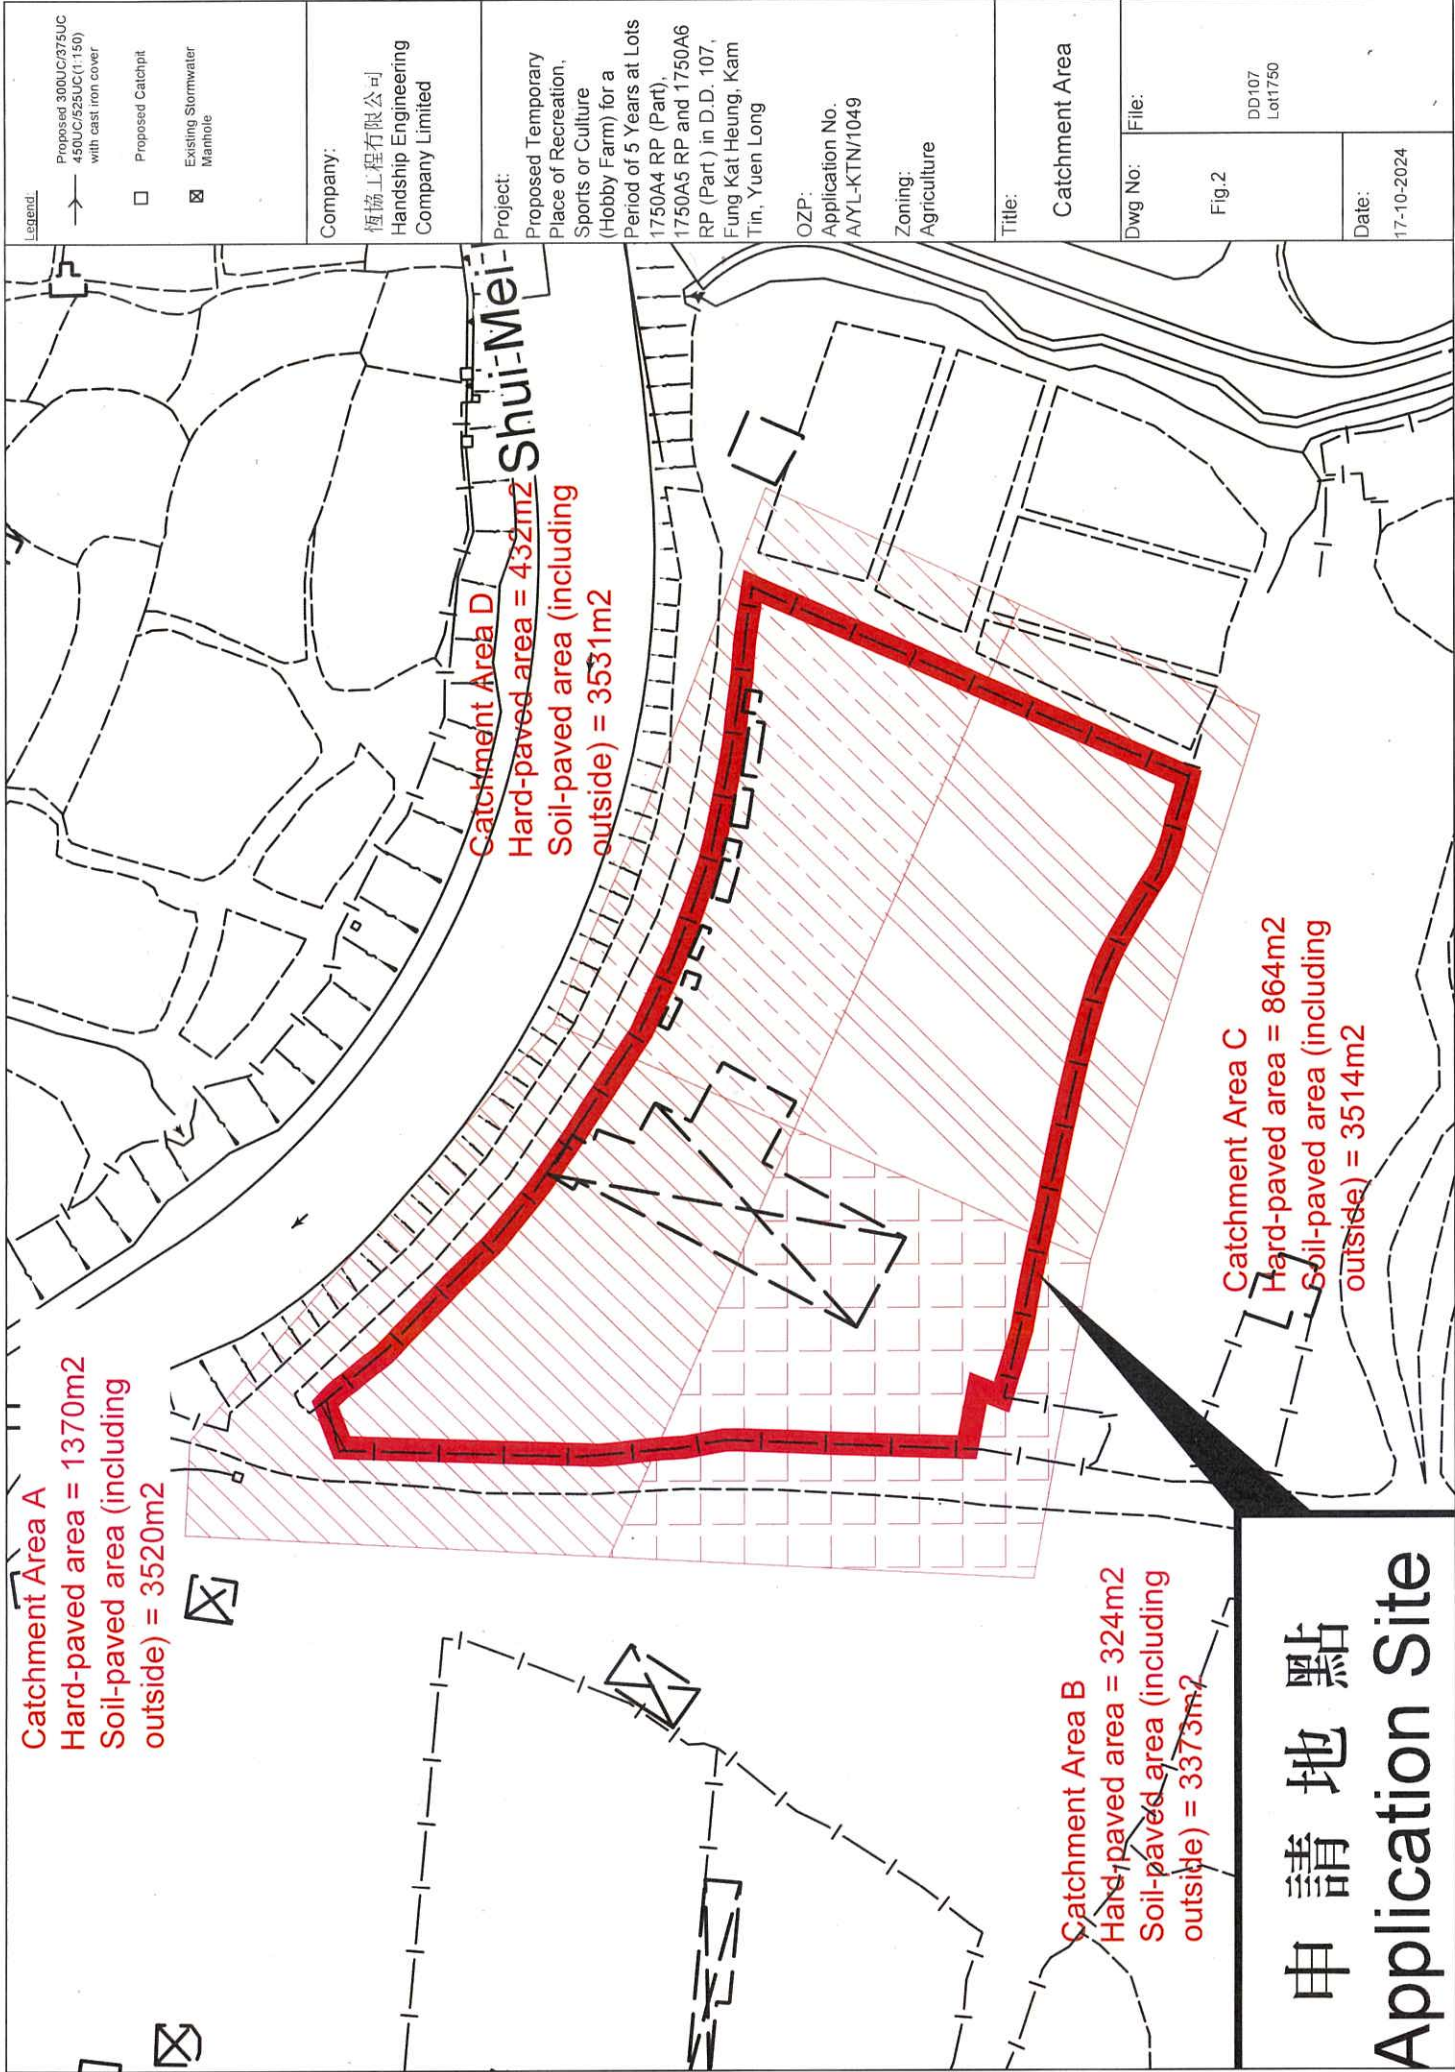 Catchment Area A
Hard-paved area = 1370m2
Soil-paved area (including
outside) = 3520m2
Catchment Area D
Hard-paved area = 432m2
Soil-paved area (including
outside) = 3531m2
Shui-Mei-
Catchment Area B
Hard-paved area = 324m2
Soil-paved area (including
outside) = 3373m2
Catchment Area C
Hard-paved area = 864m2
Soil-paved area (including
outside) = 3514m2
申請地點
Application Site
Legend:
Proposed 300UC/375UC
450UC/525UC(1:150)
with cast iron cover
Proposed Catchpit
Existing Stormwater
Manhole
Company:
恆協工程有限公司
Handship Engineering
Company Limited
Project:
Proposed Temporary
Place of Recreation,
Sports or Culture
(Hobby Farm) for a
Period of 5 Years at Lots
1750A4 RP (Part),
1750A5 RP and 1750A6
RP (Part ) in D.D. 107,
Fung Kat Heung, Kam
Tin, Yuen Long
OZP:
Application No.
A/YL-KTN/1049
Zoning:
Agriculture
Title:
Catchment Area
Dwg No:
Fig.2
File:
DD107
Lot1750
Date:
17-10-2024